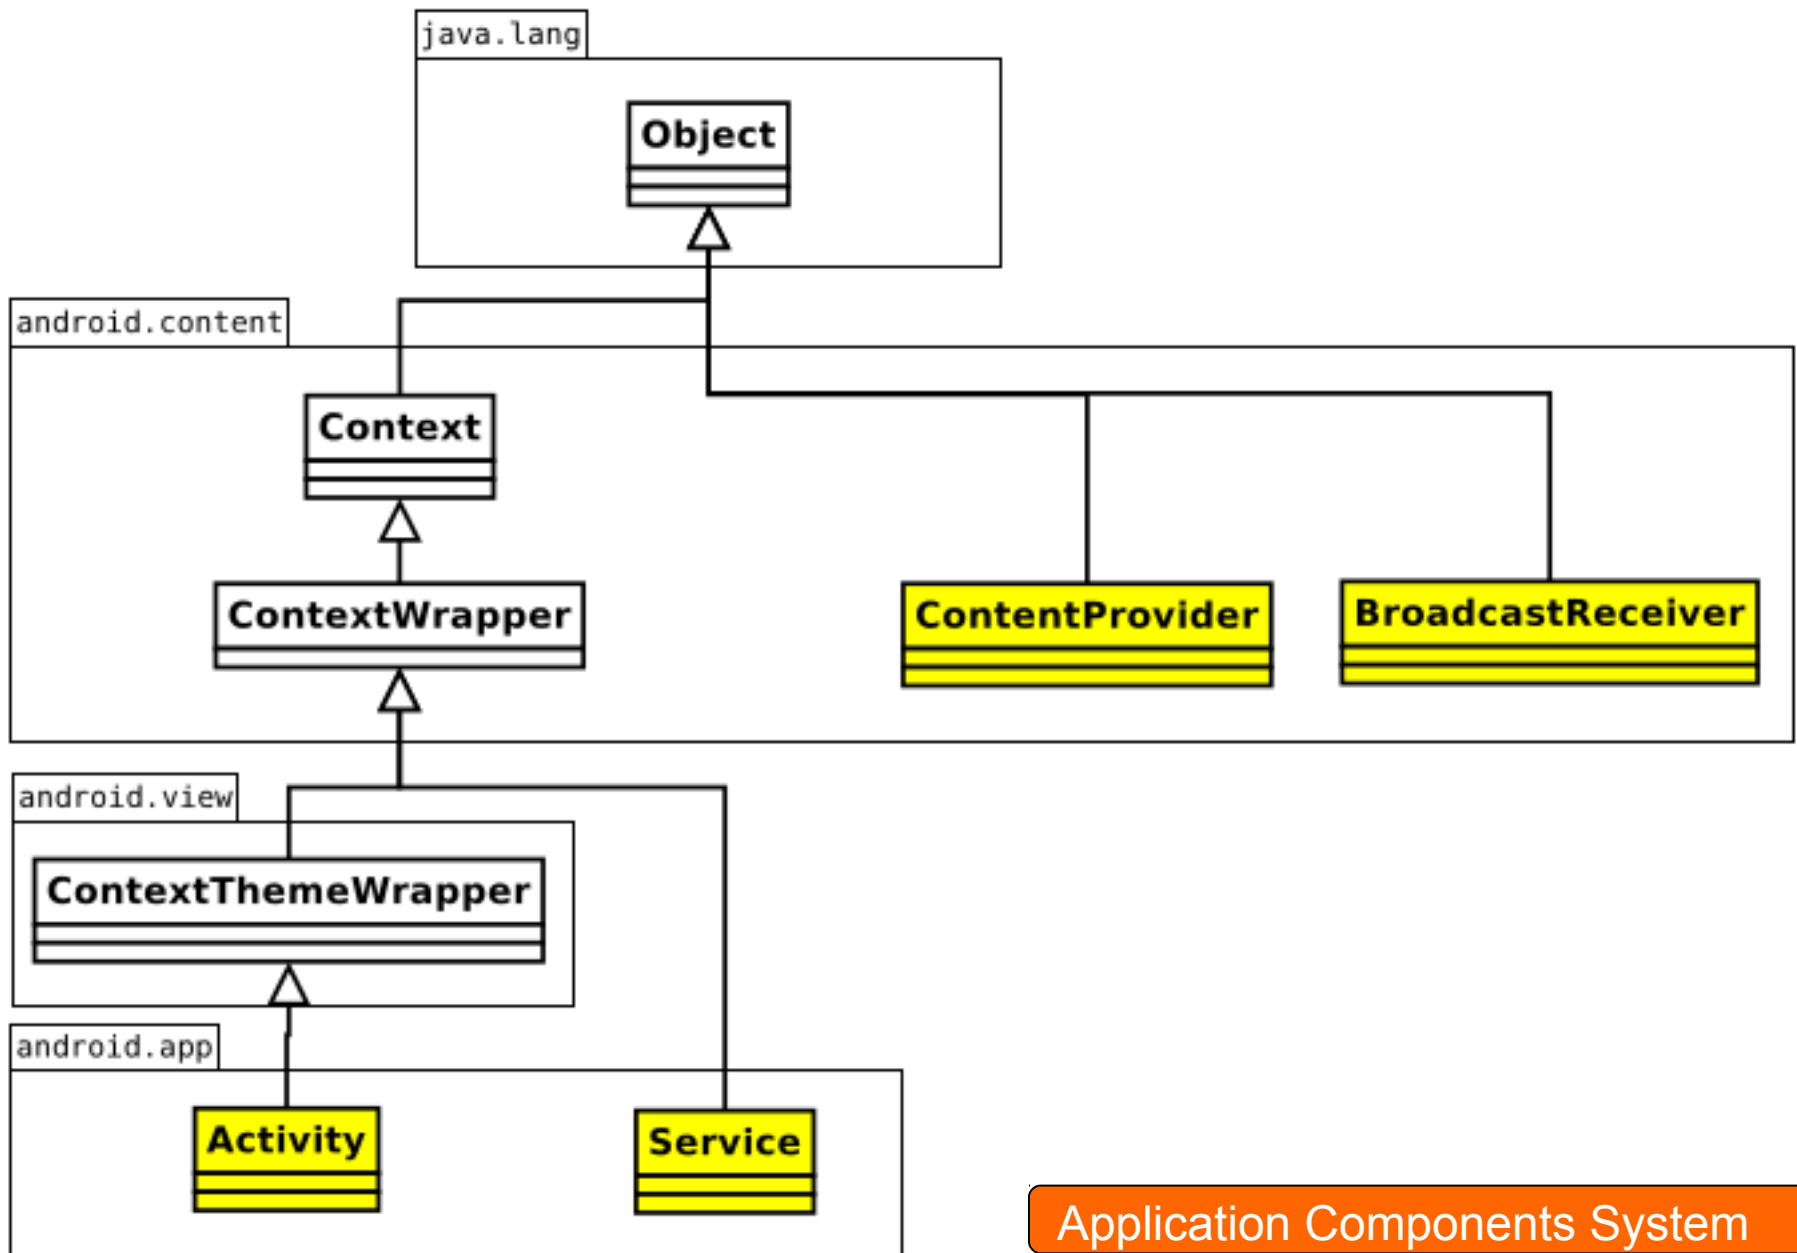 java.lang
Object
android.content
Context
ContextWrapper
ContentProvider
BroadcastReceiver
android.view
ContextThemeWrapper
android.app
Activity
Service
Application Components System